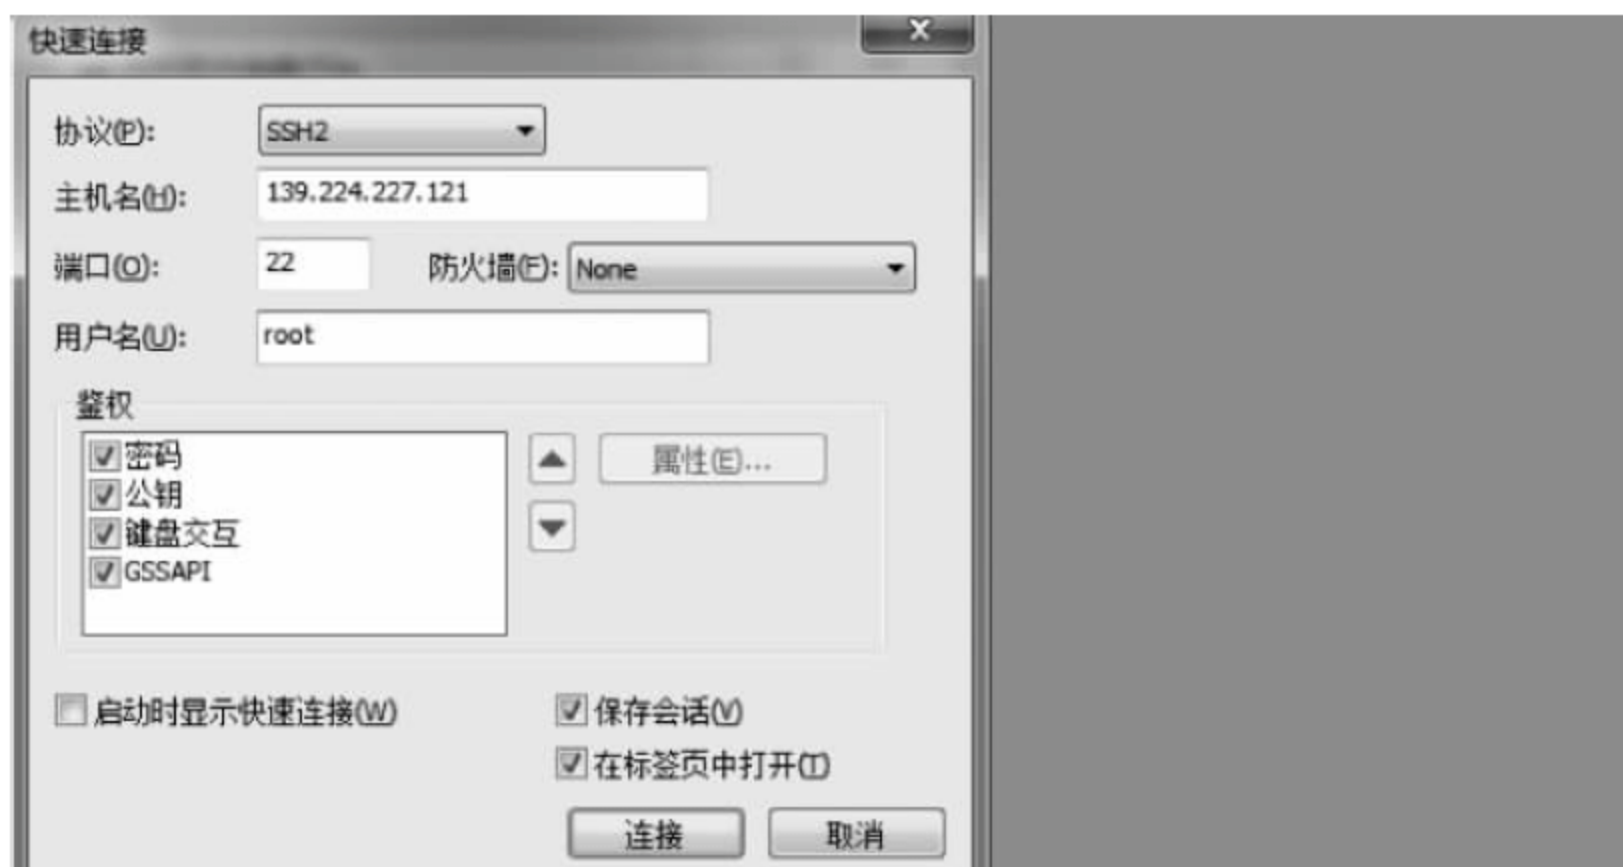 快速连接
协议(P): SSH2
主机名(H): 139.224.227.121
端口(O): 22 防火墙(F): None
用户名(U): root
鉴权
密码 属性(E)...
公钥
键盘交互
GSSAPI
启动时显示快速连接(W) 保存会话(V)
在标签页中打开(T)
连接 取消